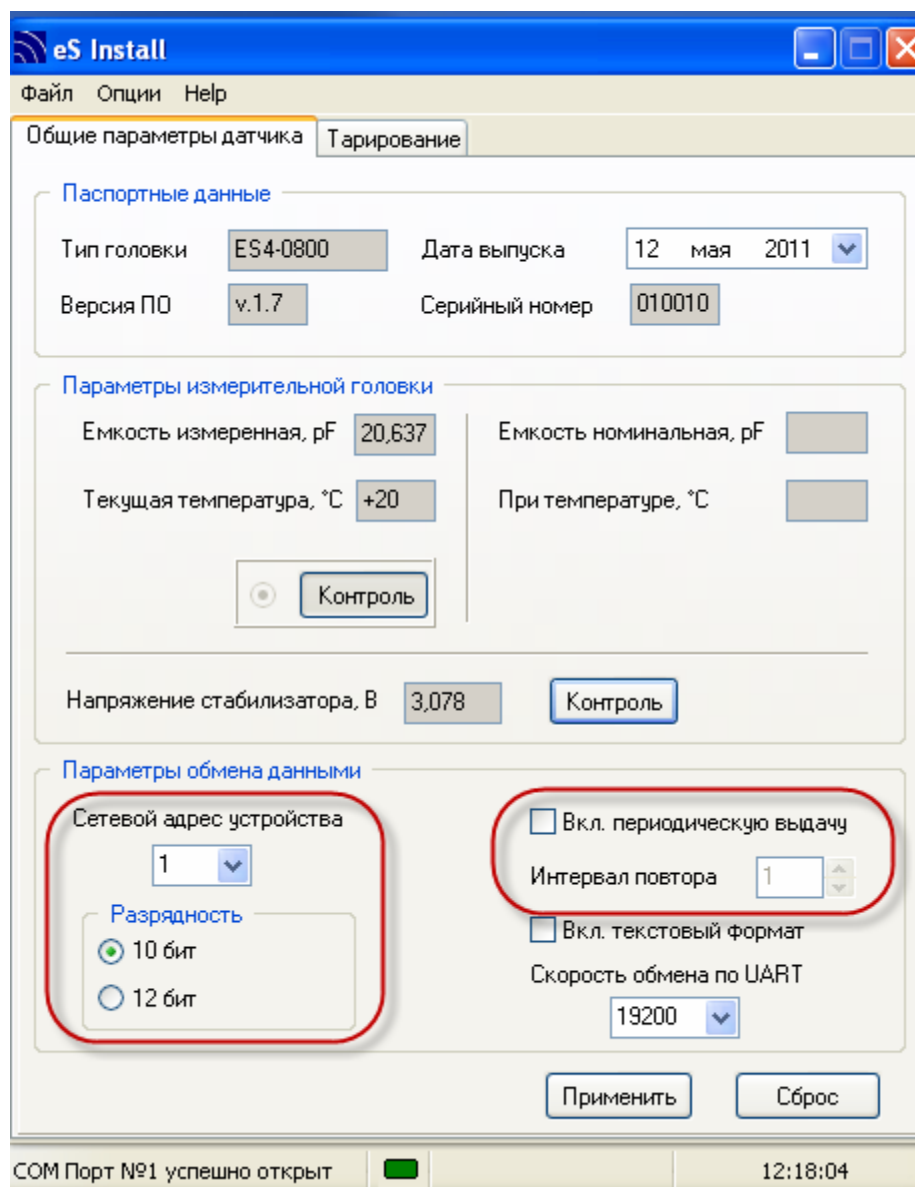 eS Install
Файл Опции Help
Общие параметры датчика Тарирование
Паспортные данные
Тип головки ES4-0800 Дата выпуска 12 мая 2011
Версия ПО v.1.7 Серийный номер 010010
Параметры измерительной головки
Емкость измеренная, pF 20,637 Емкость номинальная, pF
Текущая температура, °C +20 При температуре, °C
Контроль
Напряжение стабилизатора, В 3,078 Контроль
Параметры обмена данными
Сетевой адрес устройства
1
Разрядность
10 бит
12 бит
Вкл. периодическую выдачу
Интервал повтора 1
Вкл. текстовый формат
Скорость обмена по UART
19200
Применить Сброс
COM Порт №1 успешно открыт 12:18:04